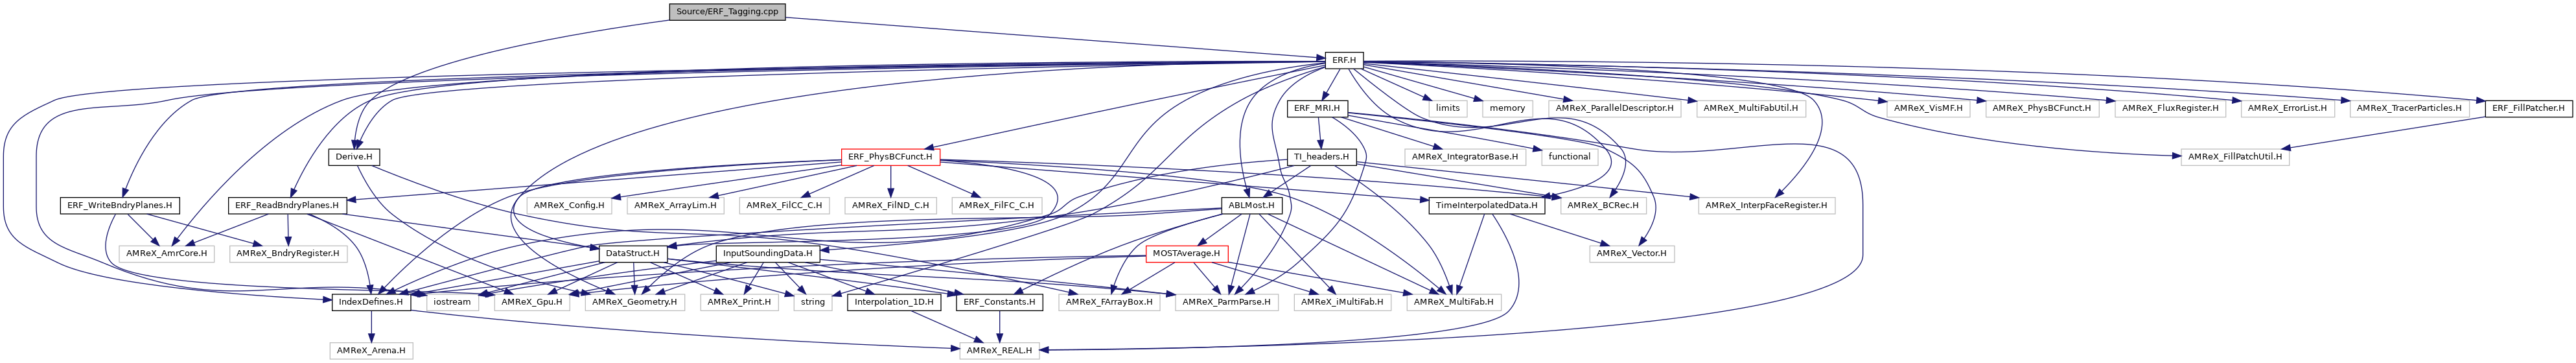 Source/ERF_Tagging.cpp
ERF.H
ERF_MRI.H
limits
memory
AMReX_ParallelDescriptor.H
AMReX_MultiFabUtil.H
AMReX_VisMF.H
AMReX_PhysBCFunct.H
AMReX_FluxRegister.H
AMReX_ErrorList.H
AMReX_TracerParticles.H
ERF_FillPatcher.H
Derive.H
ERF_PhysBCFunct.H
TI_headers.H
AMReX_IntegratorBase.H
functional
AMReX_FillPatchUtil.H
ERF_WriteBndryPlanes.H
ERF_ReadBndryPlanes.H
AMReX_Config.H
AMReX_ArrayLim.H
AMReX_FilCC_C.H
AMReX_FilND_C.H
AMReX_FilFC_C.H
ABLMost.H
TimeInterpolatedData.H
AMReX_BCRec.H
AMReX_InterpFaceRegister.H
AMReX_AmrCore.H
AMReX_BndryRegister.H
DataStruct.H
InputSoundingData.H
MOSTAverage.H
AMReX_Vector.H
IndexDefines.H
iostream
AMReX_Gpu.H
AMReX_Geometry.H
AMReX_Print.H
string
Interpolation_1D.H
ERF_Constants.H
AMReX_FArrayBox.H
AMReX_ParmParse.H
AMReX_iMultiFab.H
AMReX_MultiFab.H
AMReX_Arena.H
AMReX_REAL.H